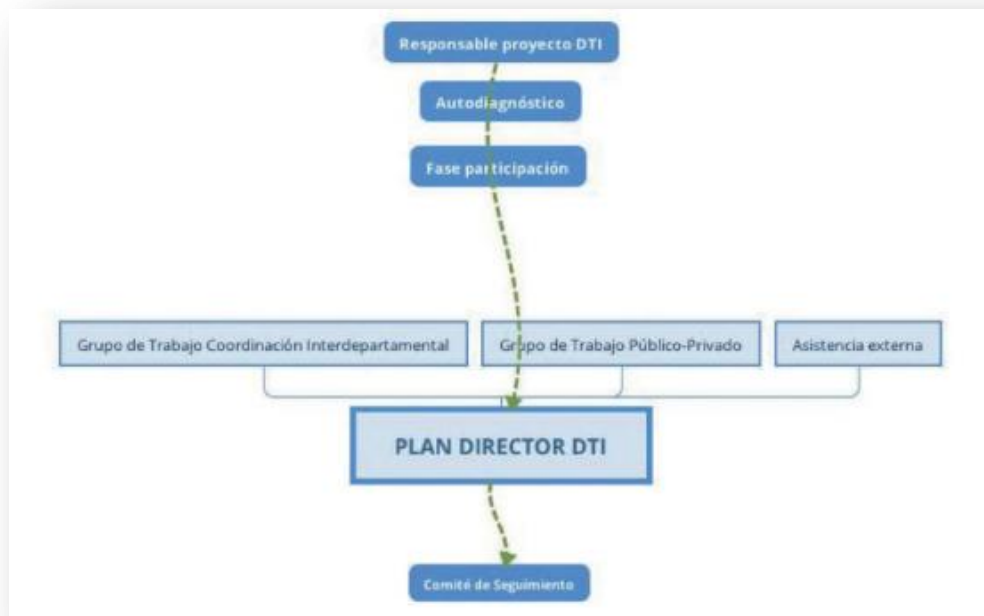 Responsable proyecto DTI
Autodiagnóstico
Fase participación
Grupo de Trabajo Coordinación Interdepartamental
Grupo de Trabajo Público-Privado
Asistencia externa
PLAN DIRECTOR DTI
Comité de Seguimiento